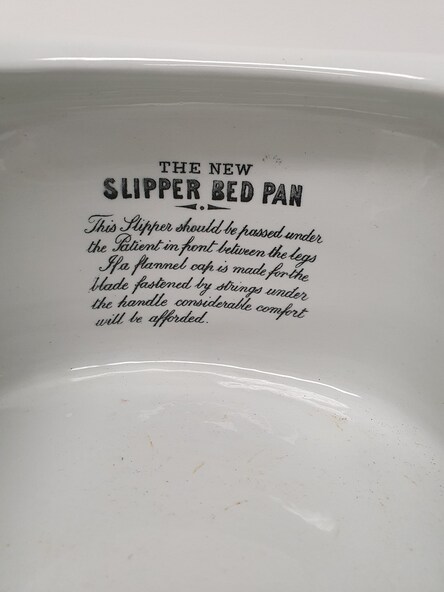 THE NEW
SLIPPER BED PAN
This Slipper should be passed under
the Patient in front between the legs
If a flannel cap is made for the
blade fastened by strings under
the handle considerable comfort
will be afforded.